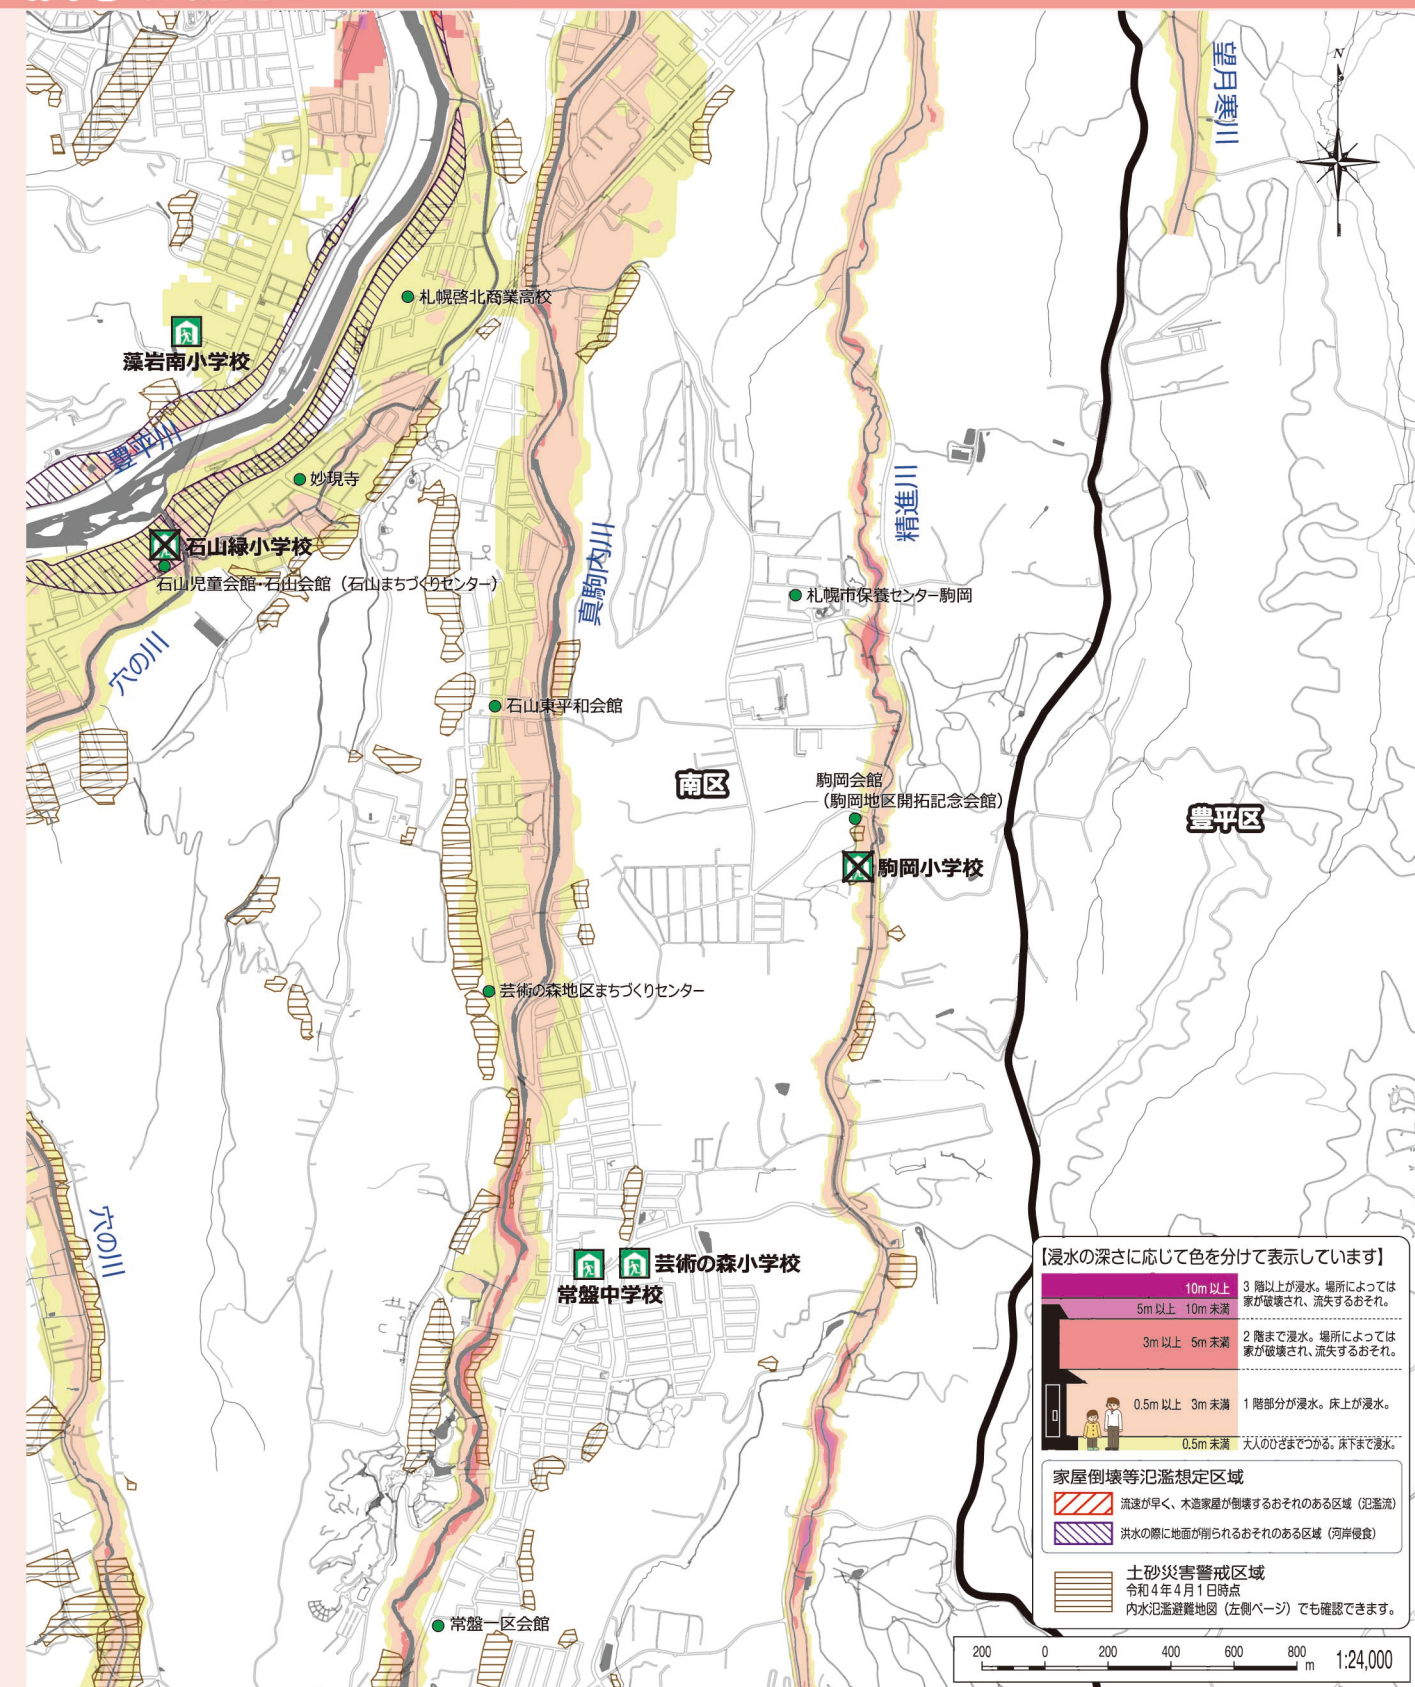 望月寒川
N
札幌啓北商業高校
藻岩南小学校
豊平川
妙現寺
石山緑小学校
石山児童会館・石山会館（石山まちづくりセンター）
穴の川
真駒内川
精進川
札幌市保養センター駒岡
石山東平和会館
南区
駒岡会館
（駒岡地区開拓記念会館）
豊平区
駒岡小学校
芸術の森地区まちづくりセンター
穴の川
芸術の森小学校
常盤中学校
常盤一区会館
【浸水の深さに応じて色を分けて表示しています】
10m 以上
3 階以上が浸水。場所によっては
家が破壊され、流失するおそれ。
5m 以上 10m 未満
3m 以上 5m 未満
2 階まで浸水。場所によっては
家が破壊され、流失するおそれ。
0.5m 以上 3m 未満
1 階部分が浸水。床上が浸水。
0.5m 未満
大人のひざまでつかる。床下まで浸水。
家屋倒壊等氾濫想定区域
流速が早く、木造家屋が倒壊するおそれのある区域（氾濫流）
洪水の際に地面が削られるおそれのある区域（河岸侵食）
土砂災害警戒区域
令和4年4月1日時点
内水氾濫避難地図（左側ページ）でも確認できます。
200 0 200 400 600 800 m 1:24,000